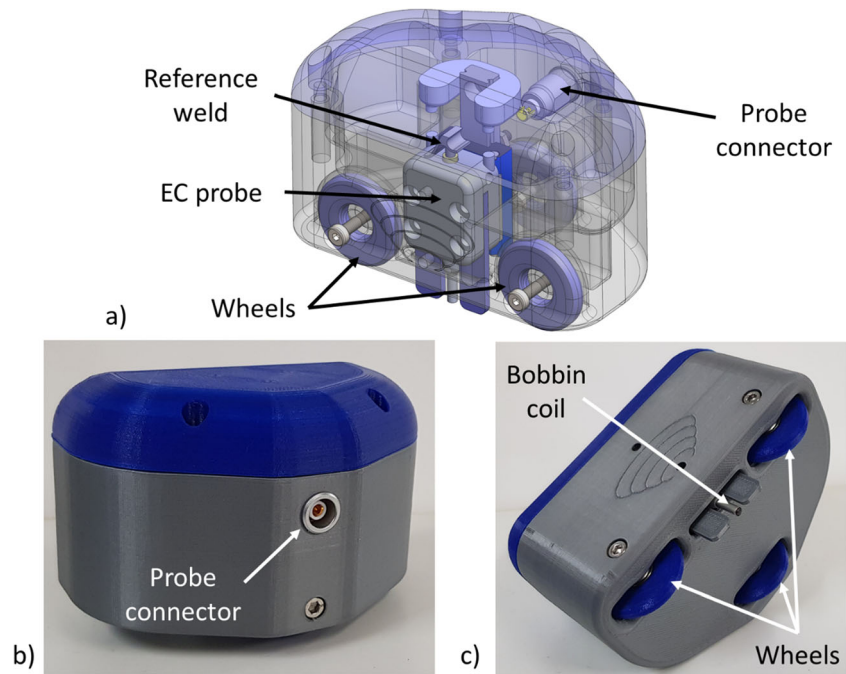 Reference
weld
Probe
connector
EC probe
Wheels
a)
Bobbin
coil
Probe
connector
b)
c)
Wheels